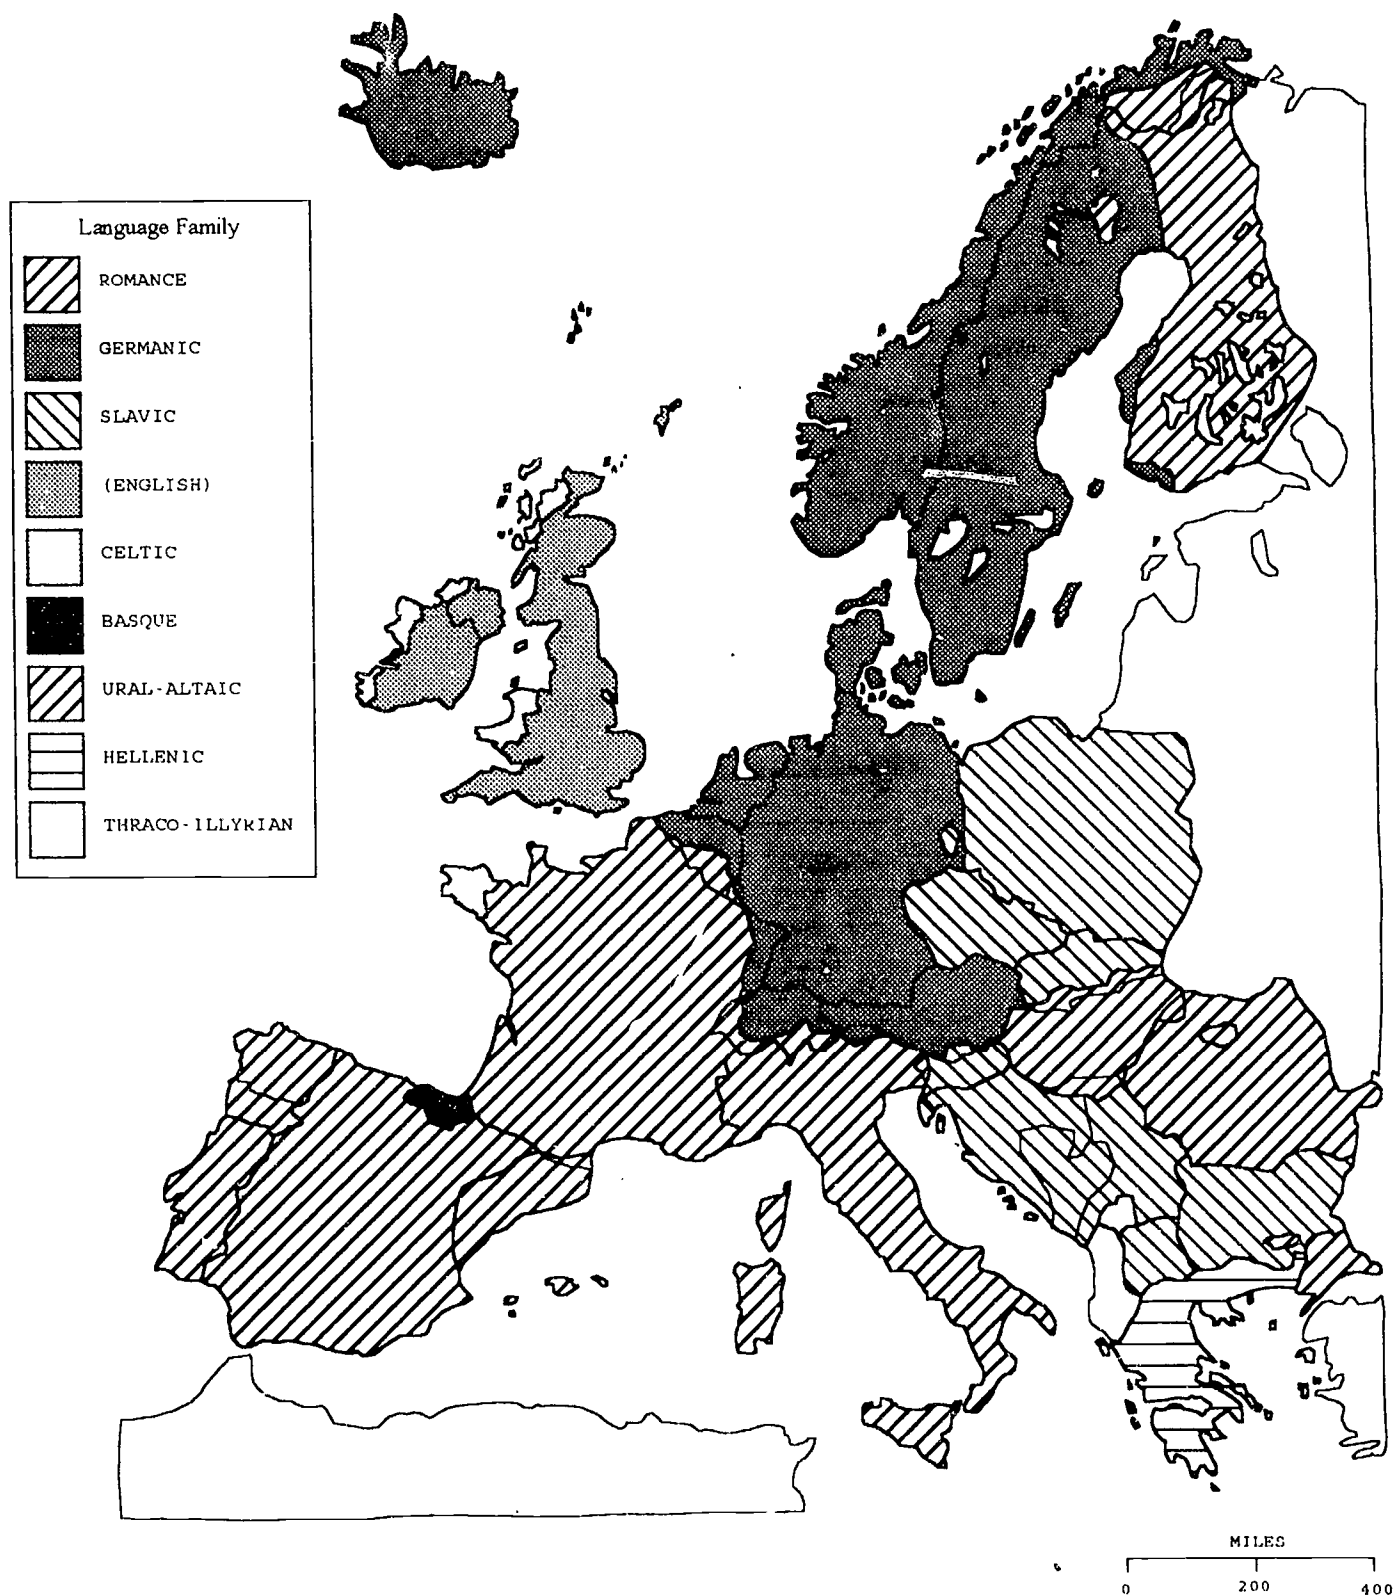 Language Family
ROMANCE
GERMANIC
SLAVIC
(ENGLISH)
CELTIC
BASQUE
URAL-ALTAIC
HELLENIC
THRACO-ILLYRIAN
MILES
0 200 400